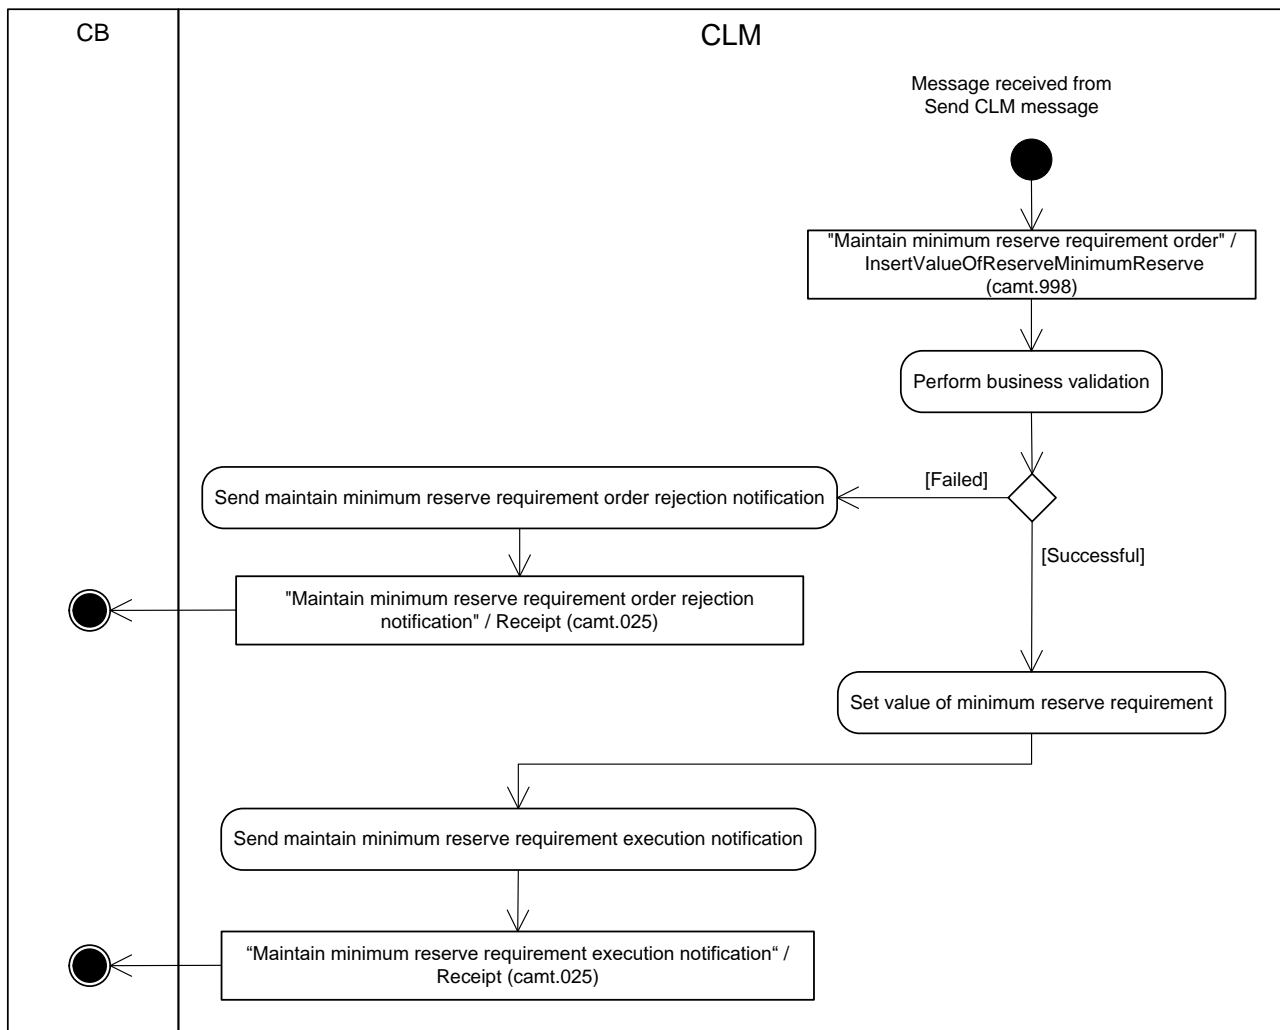 CB
CLM
Message received from
Send CLM message
"Maintain minimum reserve requirement order" /
InsertValueOfReserveMinimumReserve
(camt.998)
Perform business validation
[Failed]
Send maintain minimum reserve requirement order rejection notification
[Successful]
"Maintain minimum reserve requirement order rejection
notification" / Receipt (camt.025)
Set value of minimum reserve requirement
Send maintain minimum reserve requirement execution notification
“Maintain minimum reserve requirement execution notification“ /
Receipt (camt.025)